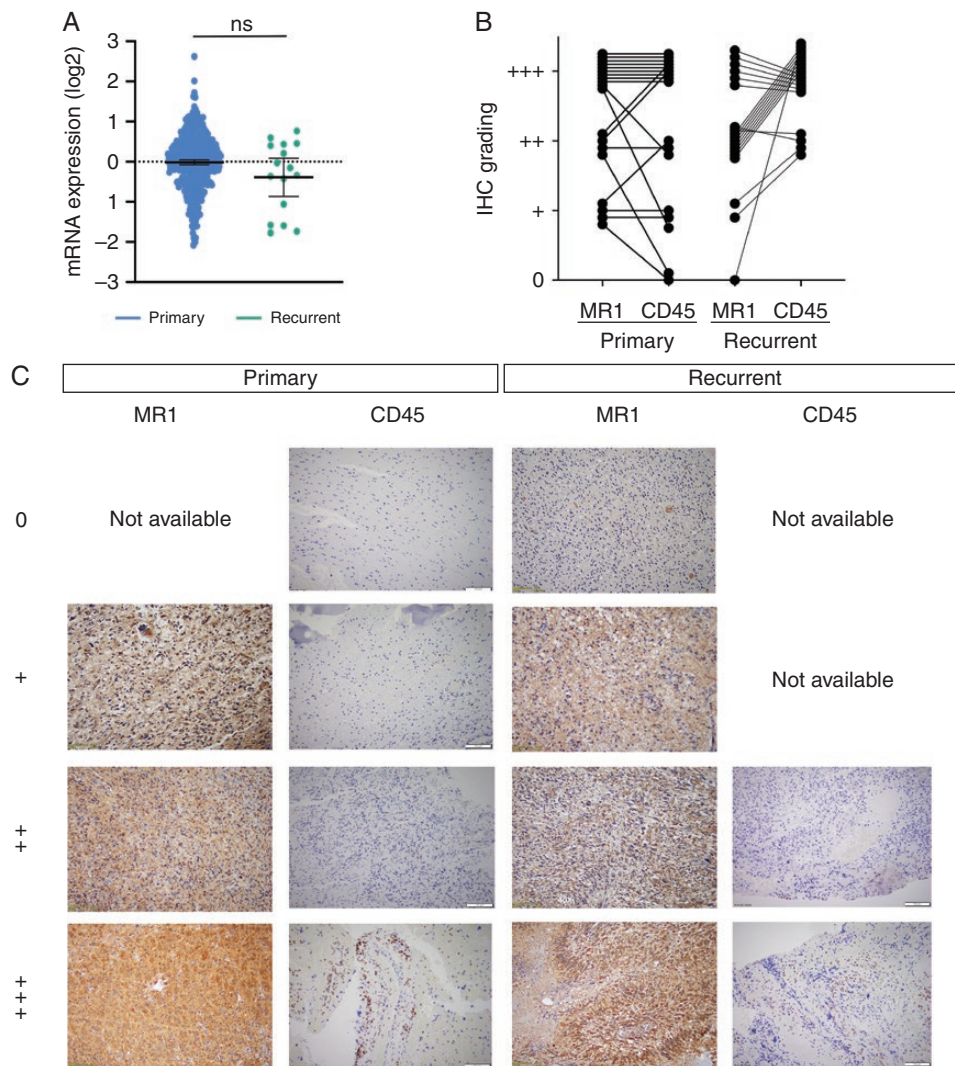 A
ns
mRNA expression (log2)
3
2
1
0
1
–2
–3
Primary
Recurrent
B
IHC grading
+++
++
+
0
MR1 CD45 MR1 CD45
Primary Recurrent
C
Primary Recurrent
MR1 CD45 MR1 CD45
0 Not available Not available
+ Not available
++
+++